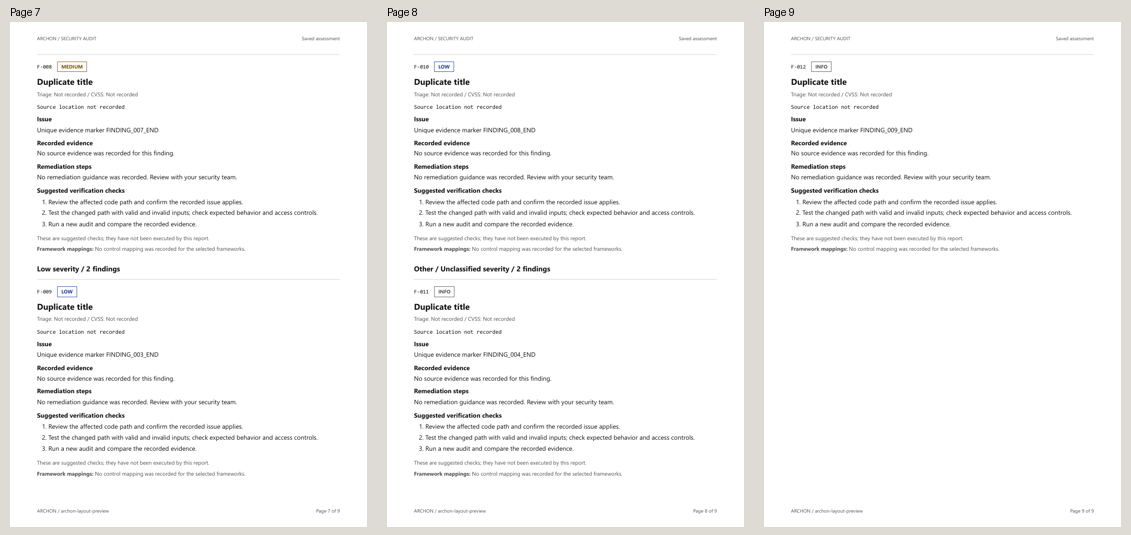 Page 7
ARCHON / SECURITY AUDIT
Saved assessment
F-008
MEDIUM
Duplicate title
Triage: Not recorded / CVSS: Not recorded
Source location not recorded
Issue
Unique evidence marker FINDING_007_END
Recorded evidence
No source evidence was recorded for this finding.
Remediation steps
No remediation guidance was recorded. Review with your security team.
Suggested verification checks
1. Review the affected code path and confirm the recorded issue applies.
2. Test the changed path with valid and invalid inputs; check expected behavior and access controls.
3. Run a new audit and compare the recorded evidence.
These are suggested checks; they have not been executed by this report.
Framework mappings: No control mapping was recorded for the selected frameworks.
Low severity / 2 findings
F-009
LOW
Duplicate title
Triage: Not recorded / CVSS: Not recorded
Source location not recorded
Issue
Unique evidence marker FINDING_003_END
Recorded evidence
No source evidence was recorded for this finding.
Remediation steps
No remediation guidance was recorded. Review with your security team.
Suggested verification checks
1. Review the affected code path and confirm the recorded issue applies.
2. Test the changed path with valid and invalid inputs; check expected behavior and access controls.
3. Run a new audit and compare the recorded evidence.
These are suggested checks; they have not been executed by this report.
Framework mappings: No control mapping was recorded for the selected frameworks.
ARCHON / archon-layout-preview
Page 7 of 9
Page 8
ARCHON / SECURITY AUDIT
Saved assessment
F-010
LOW
Duplicate title
Triage: Not recorded / CVSS: Not recorded
Source location not recorded
Issue
Unique evidence marker FINDING_008_END
Recorded evidence
No source evidence was recorded for this finding.
Remediation steps
No remediation guidance was recorded. Review with your security team.
Suggested verification checks
1. Review the affected code path and confirm the recorded issue applies.
2. Test the changed path with valid and invalid inputs; check expected behavior and access controls.
3. Run a new audit and compare the recorded evidence.
These are suggested checks; they have not been executed by this report.
Framework mappings: No control mapping was recorded for the selected frameworks.
Other / Unclassified severity / 2 findings
F-011
INFO
Duplicate title
Triage: Not recorded / CVSS: Not recorded
Source location not recorded
Issue
Unique evidence marker FINDING_004_END
Recorded evidence
No source evidence was recorded for this finding.
Remediation steps
No remediation guidance was recorded. Review with your security team.
Suggested verification checks
1. Review the affected code path and confirm the recorded issue applies.
2. Test the changed path with valid and invalid inputs; check expected behavior and access controls.
3. Run a new audit and compare the recorded evidence.
These are suggested checks; they have not been executed by this report.
Framework mappings: No control mapping was recorded for the selected frameworks.
ARCHON / archon-layout-preview
Page 8 of 9
Page 9
ARCHON / SECURITY AUDIT
Saved assessment
F-012
INFO
Duplicate title
Triage: Not recorded / CVSS: Not recorded
Source location not recorded
Issue
Unique evidence marker FINDING_009_END
Recorded evidence
No source evidence was recorded for this finding.
Remediation steps
No remediation guidance was recorded. Review with your security team.
Suggested verification checks
1. Review the affected code path and confirm the recorded issue applies.
2. Test the changed path with valid and invalid inputs; check expected behavior and access controls.
3. Run a new audit and compare the recorded evidence.
These are suggested checks; they have not been executed by this report.
Framework mappings: No control mapping was recorded for the selected frameworks.
ARCHON / archon-layout-preview
Page 9 of 9